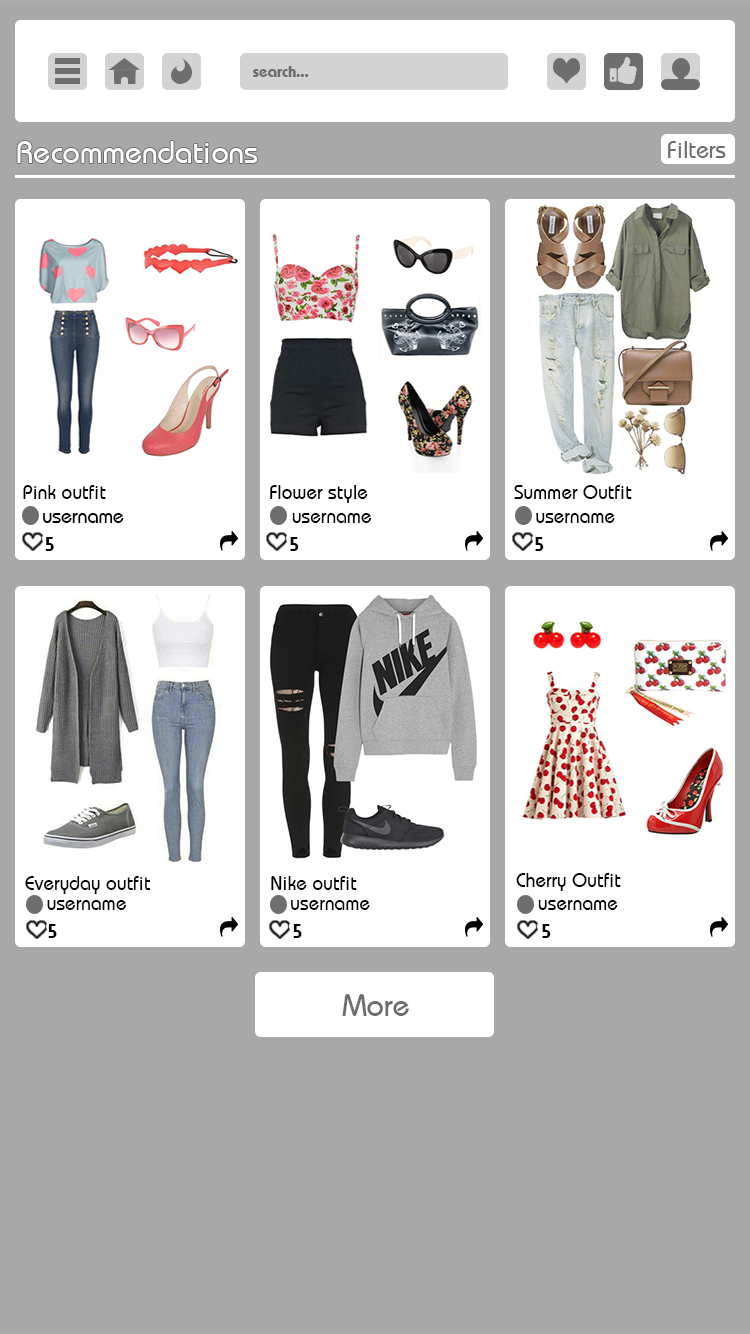 search...
Recommendations
Filters
Pink outfit
username
5
Flower style
username
5
Summer Outfit
username
5
NIKE
Everyday outfit
username
5
Nike outfit
username
5
Cherry Outfit
username
5
More